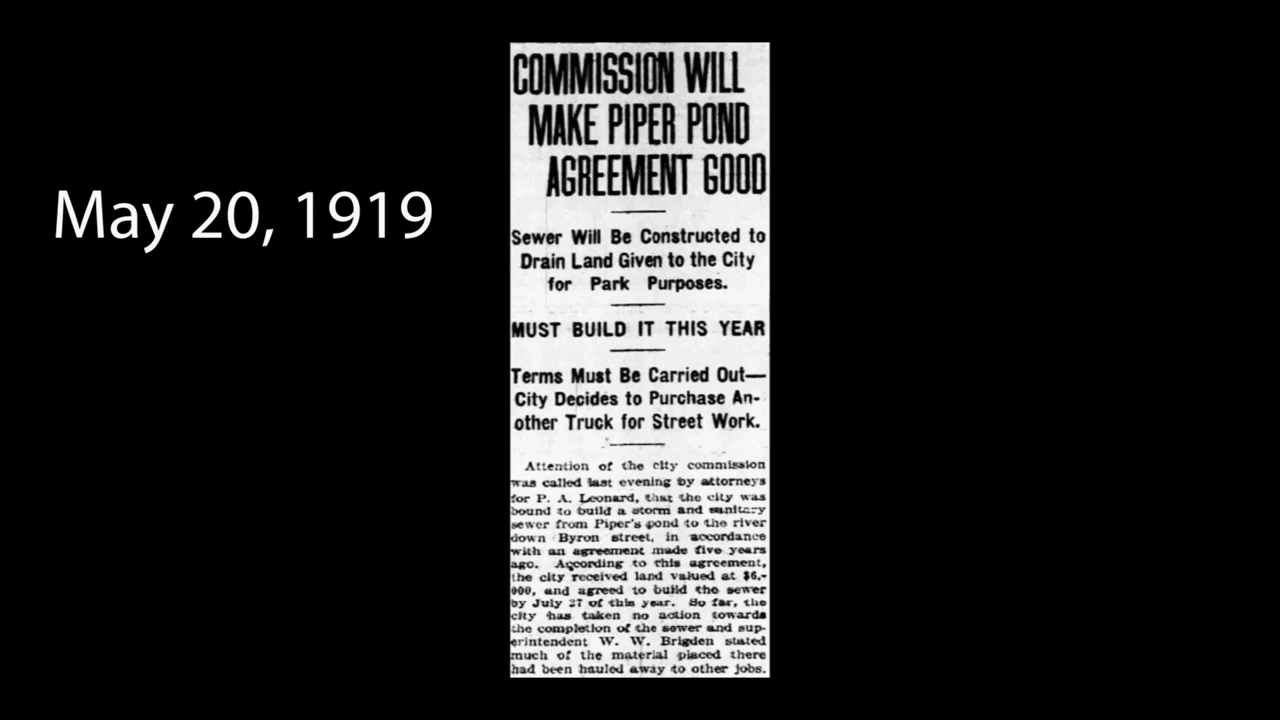 May 20, 1919
COMMISSION WILL
MAKE PIPER POND
AGREEMENT GOOD
Sewer Will Be Constructed to
Drain Land Given to the City
for Park Purposes.
MUST BUILD IT THIS YEAR
Terms Must Be Carried Out—
City Decides to Purchase An-
other Truck for Street Work.
Attention of the city commission
was called last evening by attorneys
for P. A. Leonard, that the city was
bound to build a storm and sanitary
sewer from Piper's pond to the river
down Byron street, in accordance
with an agreement made five years
ago. According to this agreement,
the city received land valued at $6,-
000, and agreed to build the sewer
by July 27 of this year. So far, the
city has taken no action towards
the completion of the sewer and sup-
erintendent W. W. Brigden stated
much of the material placed there
had been hauled away to other jobs.